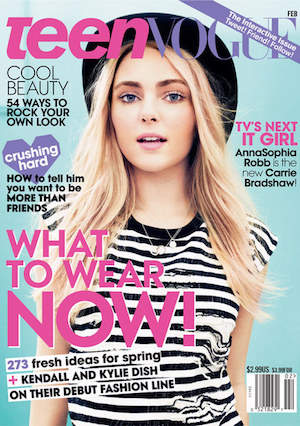 FEB
teenVOGUE
The Interactive Issue
Tweet! Friend! Follow!
COOL
BEAUTY
54 WAYS TO
ROCK YOUR
OWN LOOK
crushing
hard
HOW to tell him
you want to be
MORE THAN
FRIENDS
TV'S NEXT
IT GIRL
AnnaSophia
Robb is the
new Carrie
Bradshaw!
WHAT
TO WEAR
NOW!
273 fresh ideas for spring
+ KENDALL AND KYLIE DISH
ON THEIR DEBUT FASHION LINE
$2.99US $3.99FOR